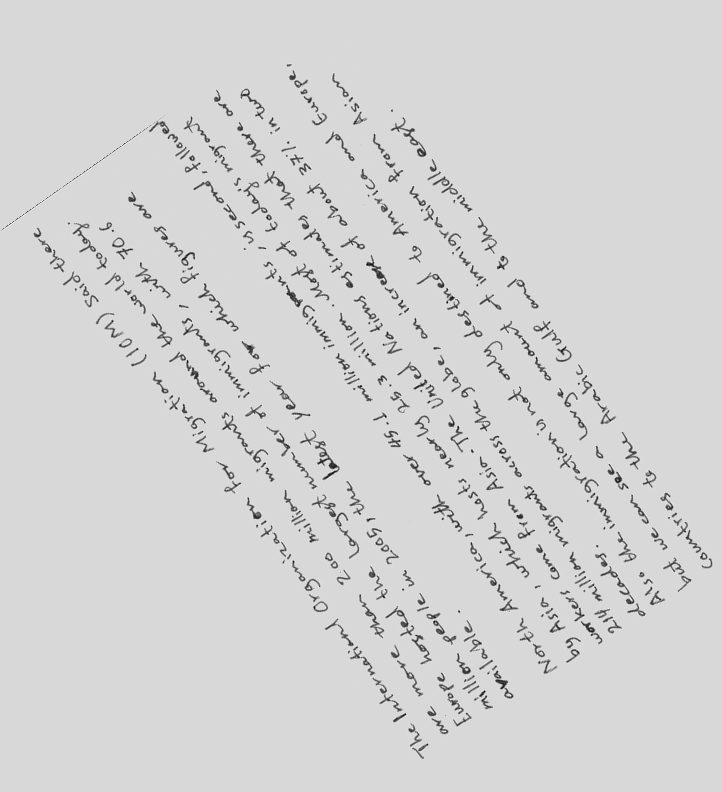 The International Organization for Migration (IOM) said there
are more than 200 million migrants around the world today.
Europe hosted the largest number of immigrants, with 70.6
million people in 2005, the latest year for which figures are
available.
North America, with over 45.1 million immigrants, is second, followed
by Asia, which hosts nearly 25.3 million. Most of today's migrant
workers come from Asia. The United Nations estimates that there are
214 million migrants across the globe, an increase of about 37% in two
decades.
Also the immigration is not only destined to America and Europe,
but we can see a large amount of immigration from Asian
countries to the Arabic Gulf and to the middle East.